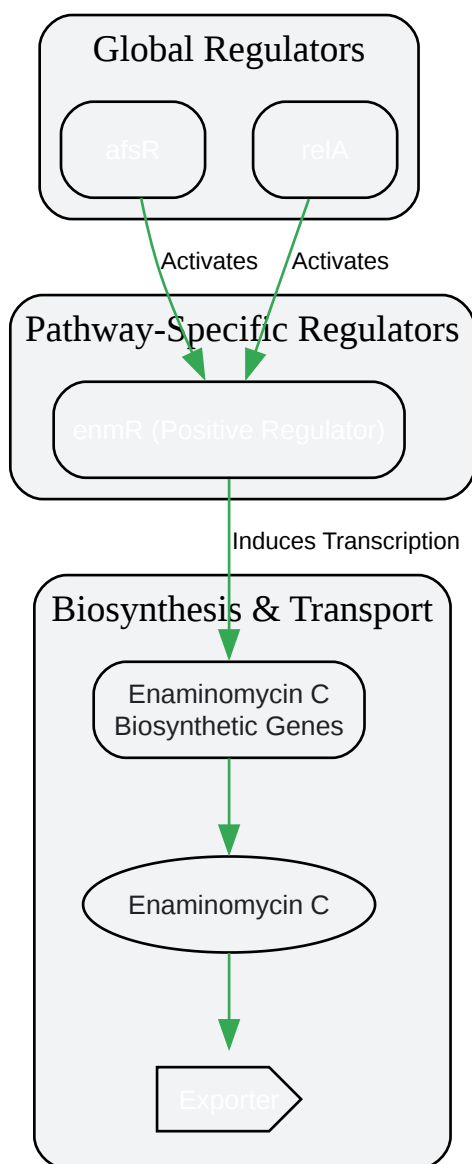 Global Regulators
afsR
relA
Activates
Activates
Pathway-Specific Regulators
enmR (Positive Regulator)
Induces Transcription
Biosynthesis & Transport
Enaminomycin C
Biosynthetic Genes
Enaminomycin C
Exporter